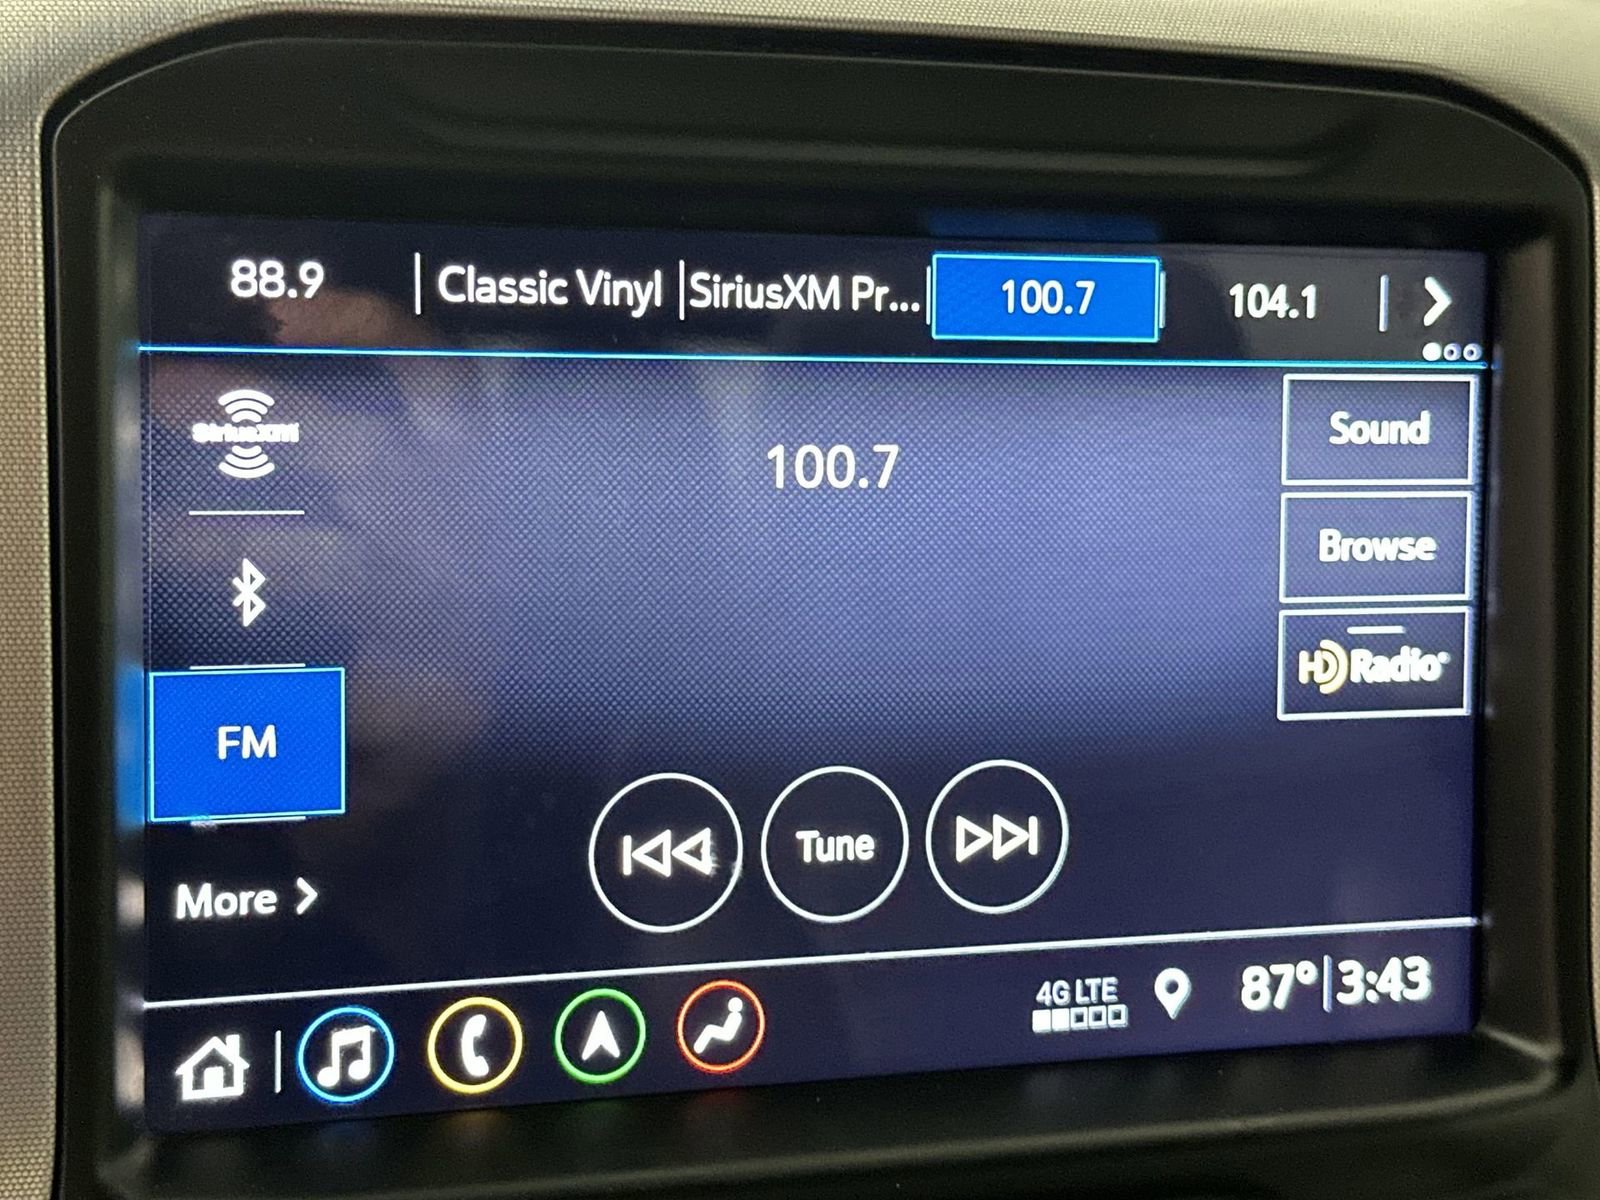 88.9 | Classic Vinyl | SiriusXM Pr... | 100.7 | 104.1 |
SiriusXM
100.7
Sound
Browse
HD Radio
FM
Tune
More
4G LTE
87° | 3:43